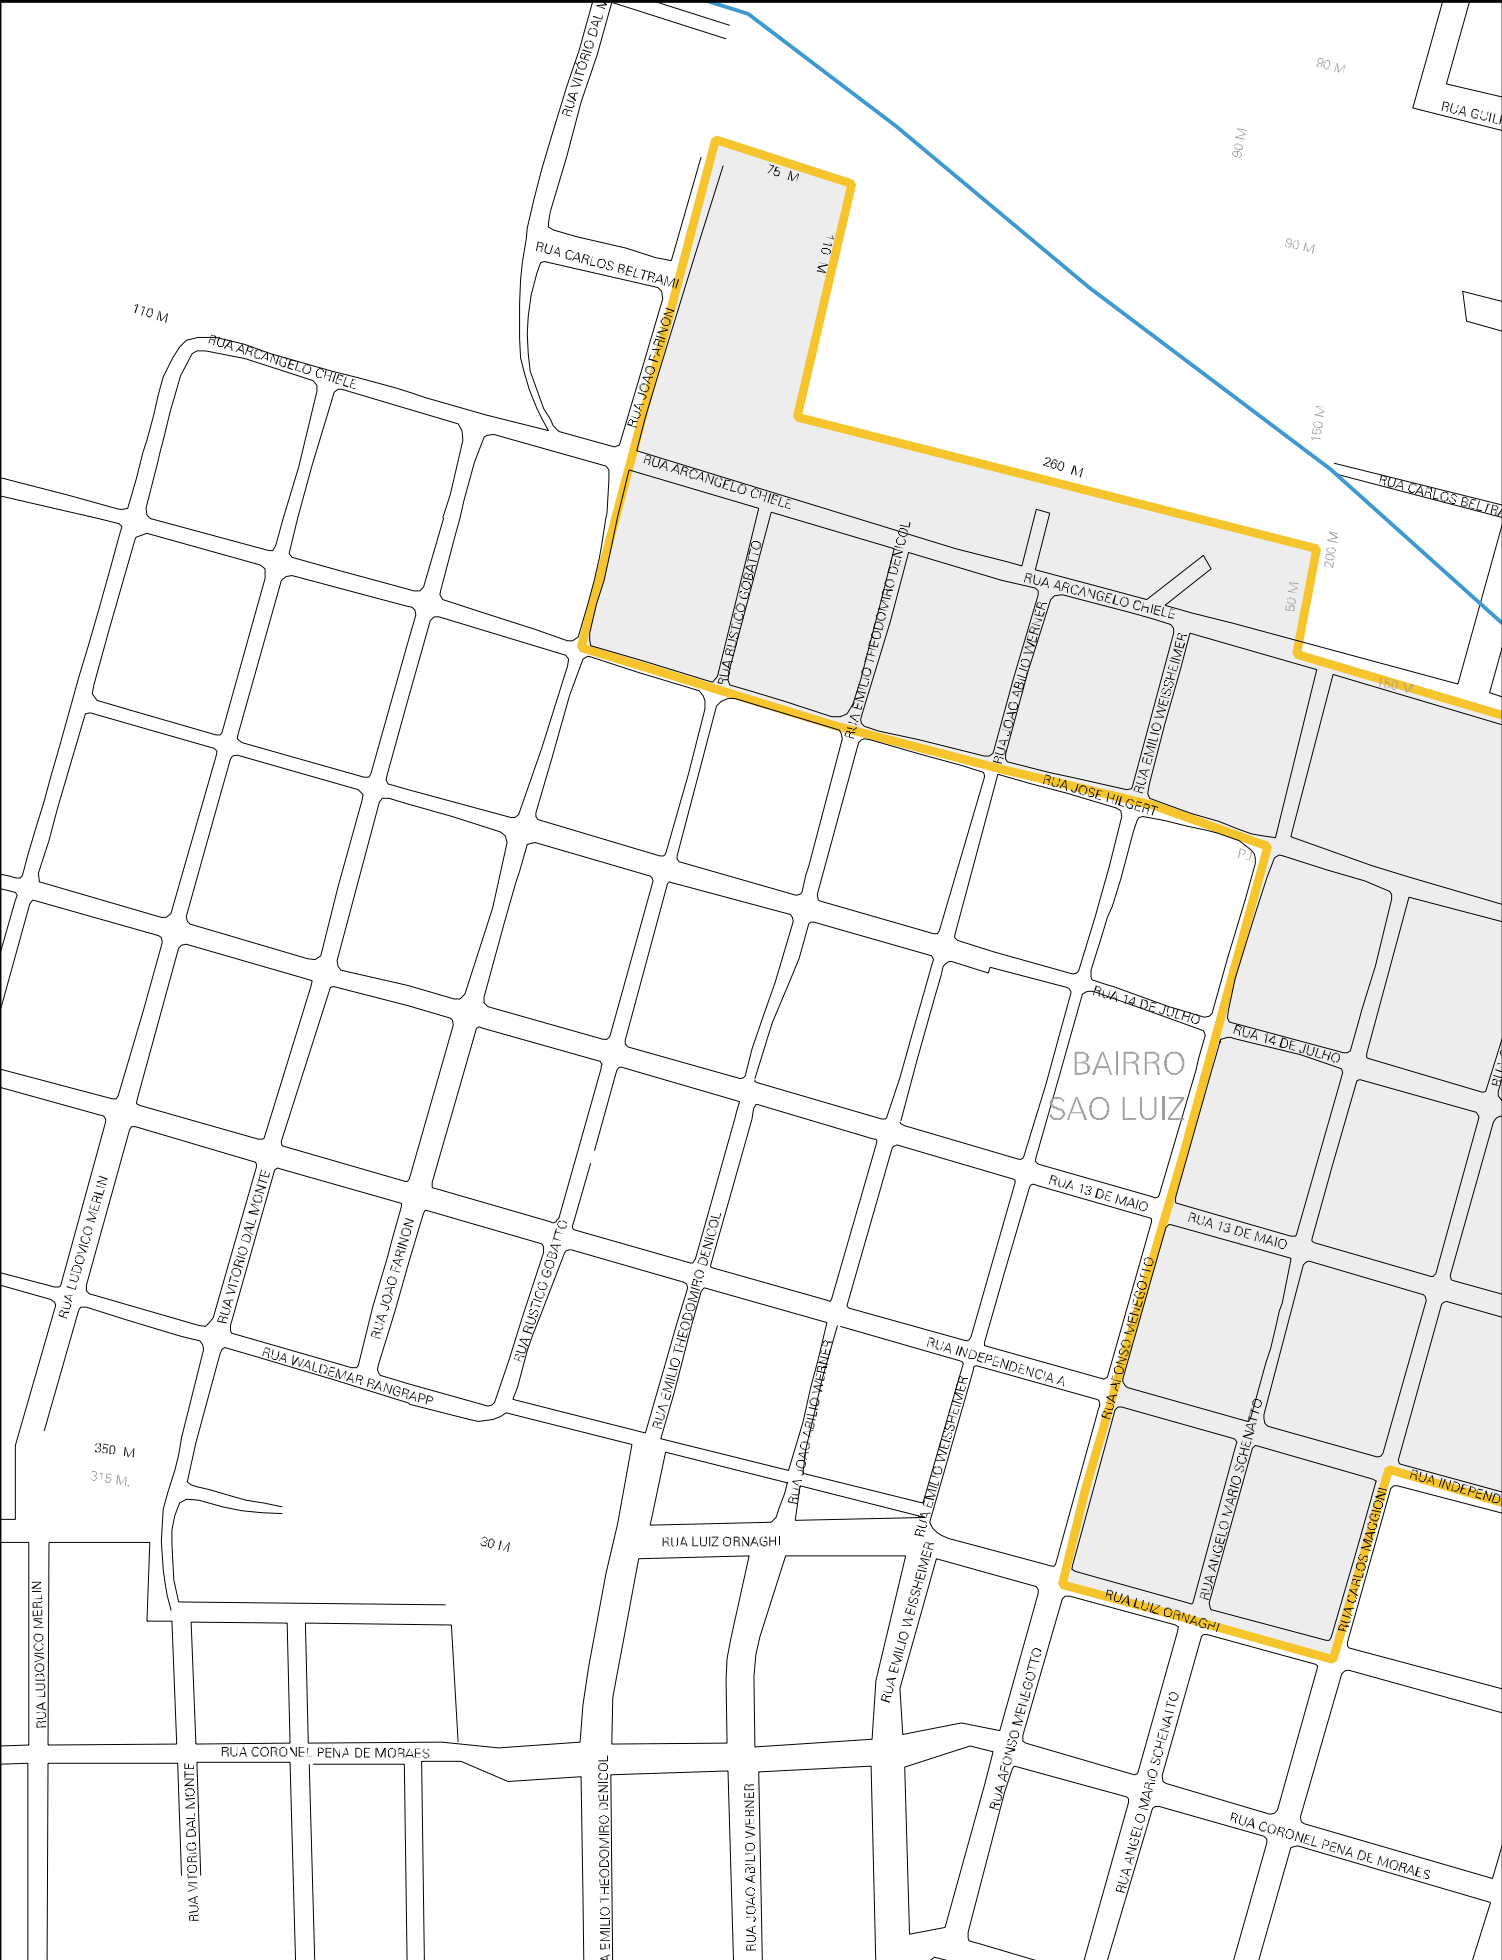 RUA VITÓRIO DAL M
90 M
RUA GUIL
90 M
75 M
110 M
90 M
RUA CARLOS BELTRAMI
110 M
RUA ARCANGELO CHIELE
RUA JOAO FARINON
150 M
260 M
RUA ARCANGELO CHIELE
RUA CARLOS BELTRA
200 M
50 M
RUA RUSTICO GOBATTO
RUA EMILIO THEODOMIRO DENICOL
RUA ARCANGELO CHIELE
RUA JOAO ABILIO WERNER
RUA EMILIO WEISSHEIMER
RUA JOSE HILGERT
P.I.
RUA 14 DE JULHO
RUA 14 DE JULHO
BAIRRO
SAO LUIZ
RUA 13 DE MAIO
RUA 13 DE MAIO
RUA LUDOVICO MERLIN
RUA VITORIO DAL MONTE
RUA JOAO FARINON
RUA RUSTICO GOBATTO
RUA EMILIO THEODOMIRO DENICOL
RUA AFONSO MENEGOTTO
RUA WALDEMAR RANGRAPP
RUA INDEPENDENCIA A
RUA JOAO ABILIO WERNER
RUA EMILIO WEISSHEIMER
RUA ANGELO MARIO SCHENATTO
350 M
315 M.
RUA INDEPEND
RUA CARLOS MAGGIONI
30 M
RUA LUIZ ORNAGHI
RUA LUIZ ORNAGHI
RUA LUDOVICO MERLIN
RUA EMILIO WEISSHEIMER
RUA AFONSO MENEGOTTO
RUA ANGELO MARIO SCHENATTO
RUA CORONEL PENA DE MORAES
RUA VITORIO DAL MONTE
A EMILIO THEODOMIRO DENICOL
RUA JOAO ABILIO WERNER
RUA CORONEL PENA DE MORAES